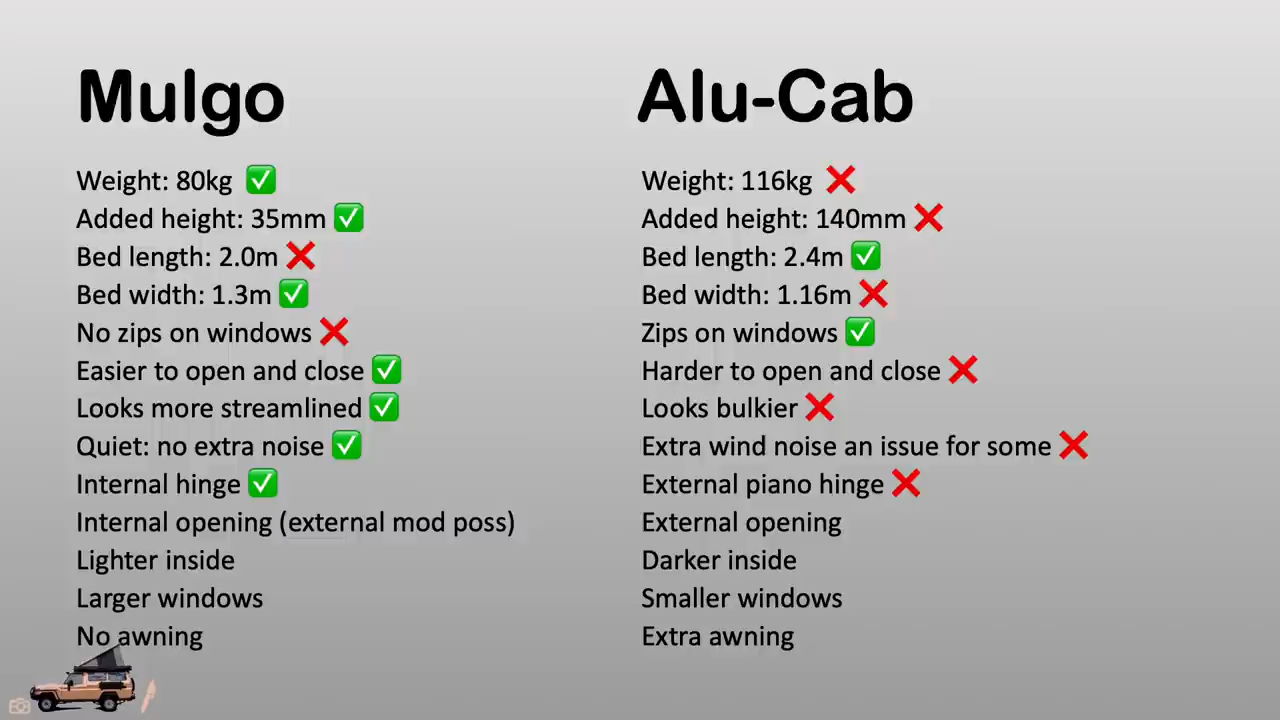 Mulgo
Weight: 80kg ✅
Added height: 35mm ✅
Bed length: 2.0m ❌
Bed width: 1.3m ✅
No zips on windows ❌
Easier to open and close ✅
Looks more streamlined ✅
Quiet: no extra noise ✅
Internal hinge ✅
Internal opening (external mod poss)
Lighter inside
Larger windows
No awning
Alu-Cab
Weight: 116kg ❌
Added height: 140mm ❌
Bed length: 2.4m ✅
Bed width: 1.16m ❌
Zips on windows ✅
Harder to open and close ❌
Looks bulkier ❌
Extra wind noise an issue for some ❌
External piano hinge ❌
External opening
Darker inside
Smaller windows
Extra awning